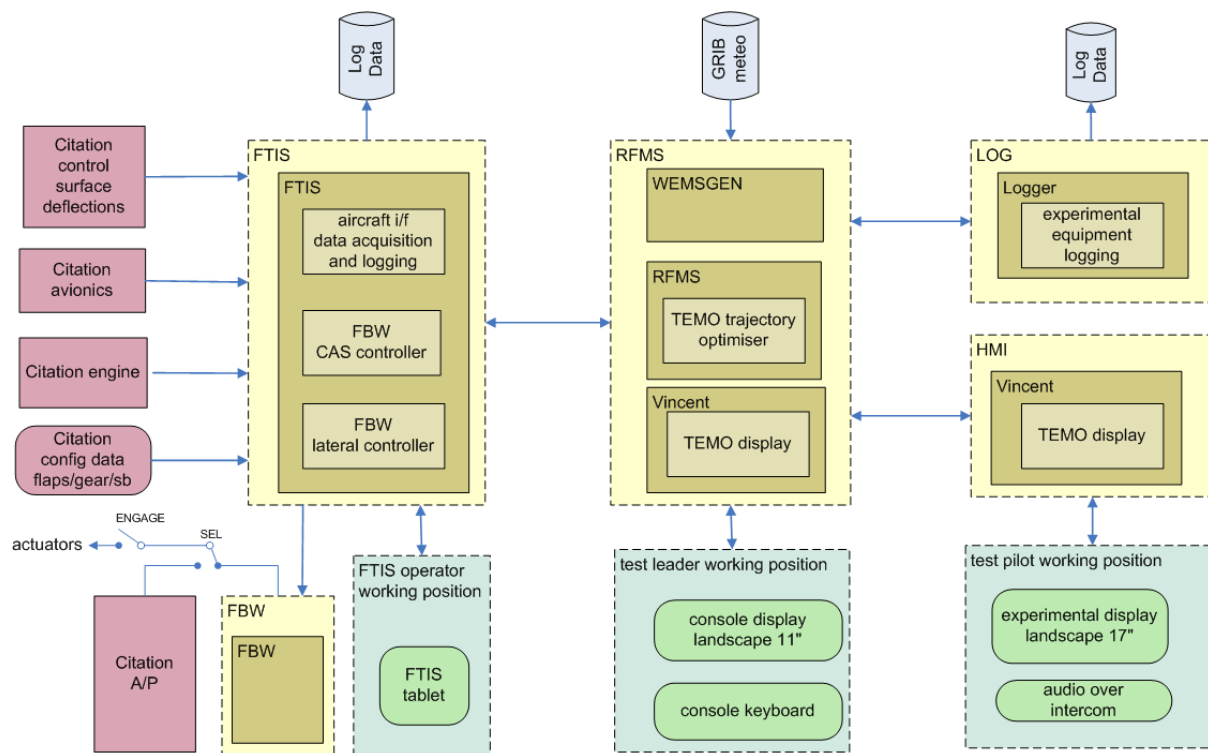 Log
Data
GRIB
meteo
Log
Data
Citation
control
surface
deflections
Citation
avionics
Citation engine
Citation
config data
flaps/gear/sb
FTIS
FTIS
aircraft i/f
data acquisition
and logging
FBW
CAS controller
FBW
lateral controller
RFMS
WEMSGEN
RFMS
TEMO trajectory
optimiser
Vincent
TEMO display
LOG
Logger
experimental
equipment
logging
HMI
Vincent
TEMO display
ENGAGE
SEL
actuators
Citation
A/P
FBW
FBW
FTIS operator
working position
FTIS
tablet
test leader working position
console display
landscape 11"
console keyboard
test pilot working position
experimental display
landscape 17"
audio over
intercom